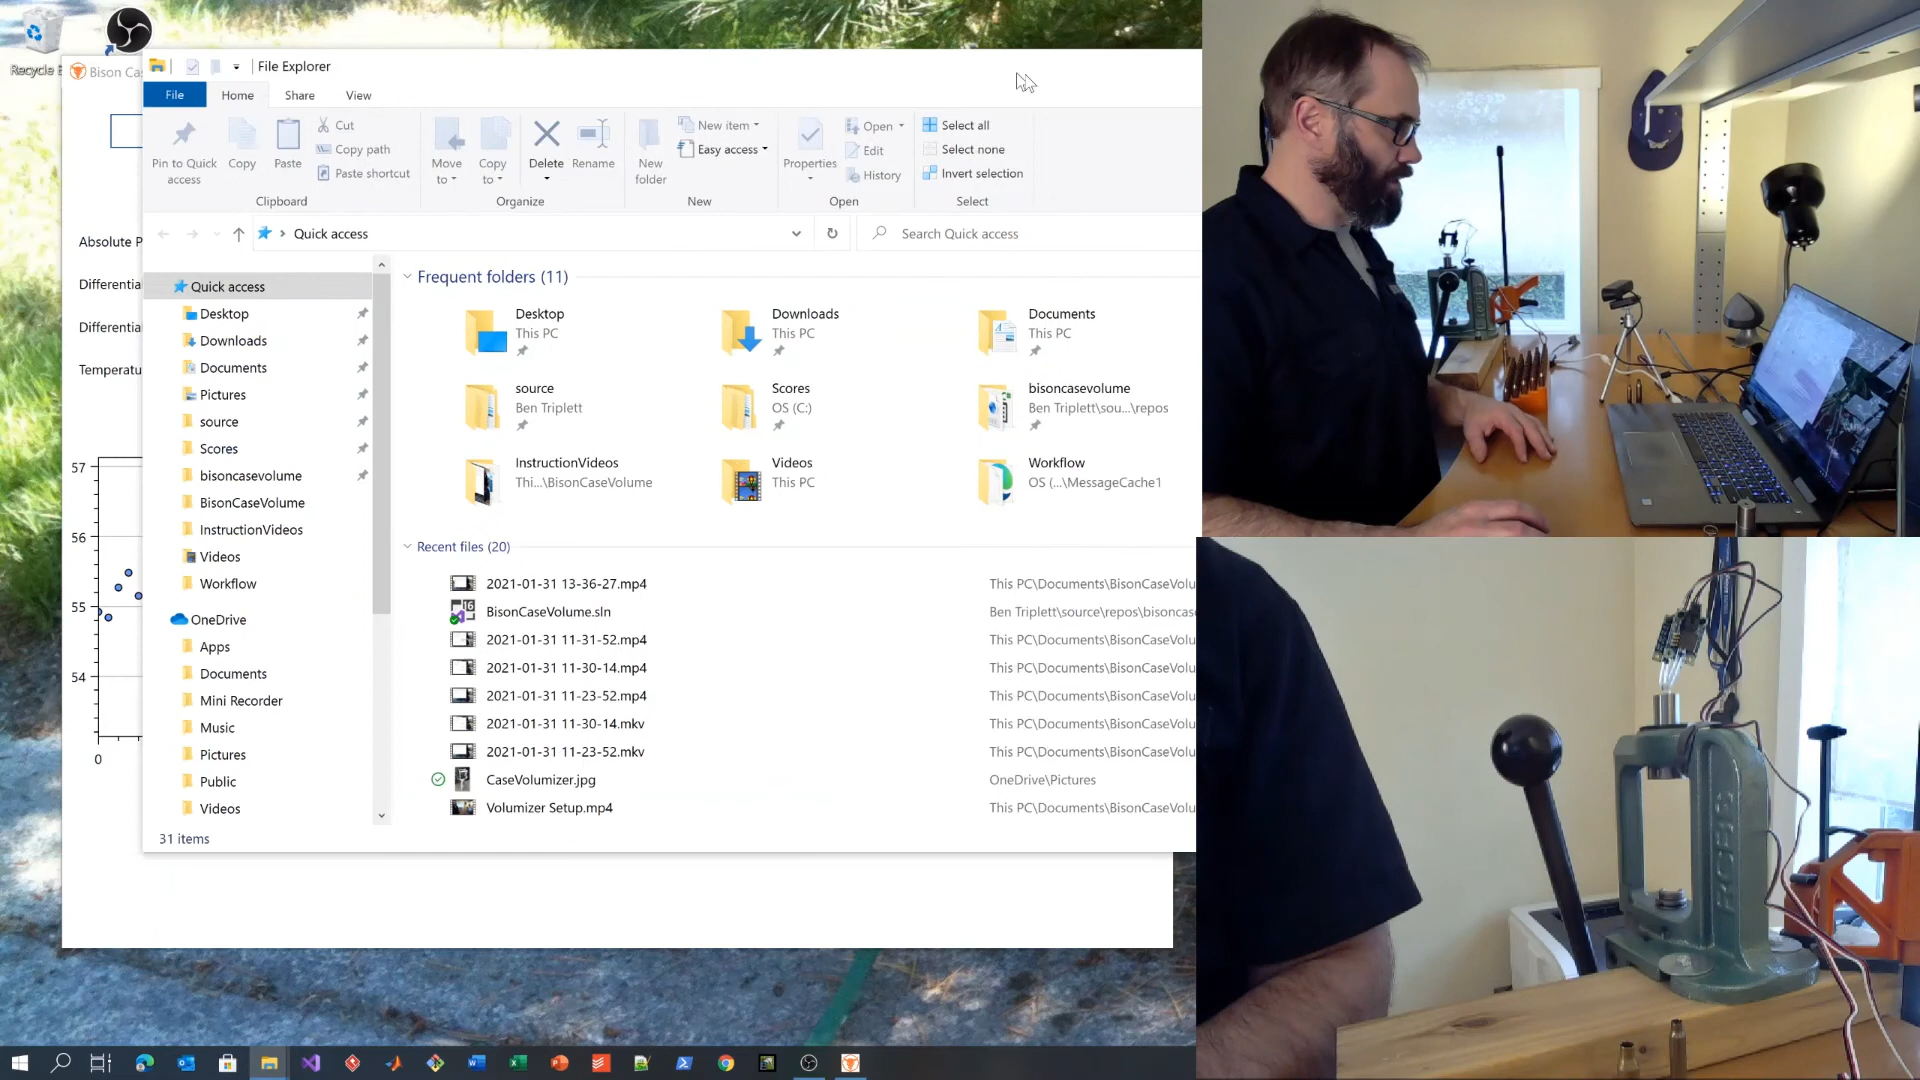 Recycle B
Bison Cas
File Explorer
File
Home
Share
View
Pin to Quick
access
Copy
Paste
Cut
Copy path
Paste shortcut
Clipboard
Move
to
Copy
to
Delete
Rename
Organize
New
folder
New item
Easy access
New
Properties
Open
Edit
History
Open
Select all
Select none
Invert selection
Select
Quick access
Search Quick access
Absolute P
Differentia
Differentia
Temperatu
57
56
55
54
0
Quick access
Desktop
Downloads
Documents
Pictures
source
Scores
bisoncasevolume
BisonCaseVolume
InstructionVideos
Videos
Workflow
OneDrive
Apps
Documents
Mini Recorder
Music
Pictures
Public
Videos
31 items
Frequent folders (11)
Desktop
This PC
Downloads
This PC
Documents
This PC
source
Ben Triplett
Scores
OS (C:)
bisoncasevolume
Ben Triplett\sou...\repos
InstructionVideos
Thi...\BisonCaseVolume
Videos
This PC
Workflow
OS (...\MessageCache1
Recent files (20)
2021-01-31 13-36-27.mp4 This PC\Documents\BisonCaseVolu
BisonCaseVolume.sln Ben Triplett\source\repos\bisoncase
2021-01-31 11-31-52.mp4 This PC\Documents\BisonCaseVolu
2021-01-31 11-30-14.mp4 This PC\Documents\BisonCaseVolu
2021-01-31 11-23-52.mp4 This PC\Documents\BisonCaseVolu
2021-01-31 11-30-14.mkv This PC\Documents\BisonCaseVolu
2021-01-31 11-23-52.mkv This PC\Documents\BisonCaseVolu
CaseVolumizer.jpg OneDrive\Pictures
Volumizer Setup.mp4 This PC\Documents\BisonCaseVolu
RCBS